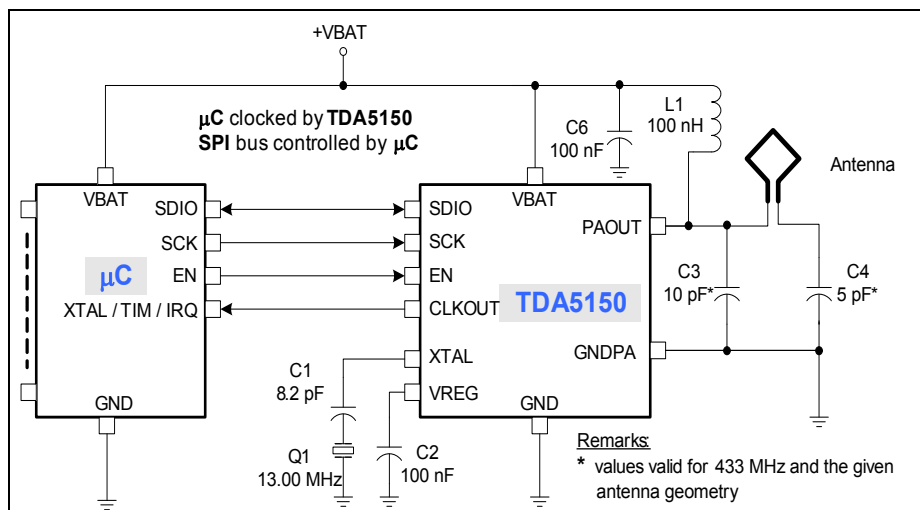 +VBAT
μC clocked by TDA5150
SPI bus controlled by μC
C6
100 nF
L1
100 nH
Antenna
VBAT
SDIO
SCK
EN
XTAL / TIM / IRQ
μC
GND
VBAT
SDIO
SCK
EN
CLKOUT
XTAL
VREG
TDA5150
PAOUT
GNDPA
GND
C3
10 pF*
C4
5 pF*
C1
8.2 pF
Q1
13.00 MHz
C2
100 nF
Remarks:
* values valid for 433 MHz and the given
antenna geometry